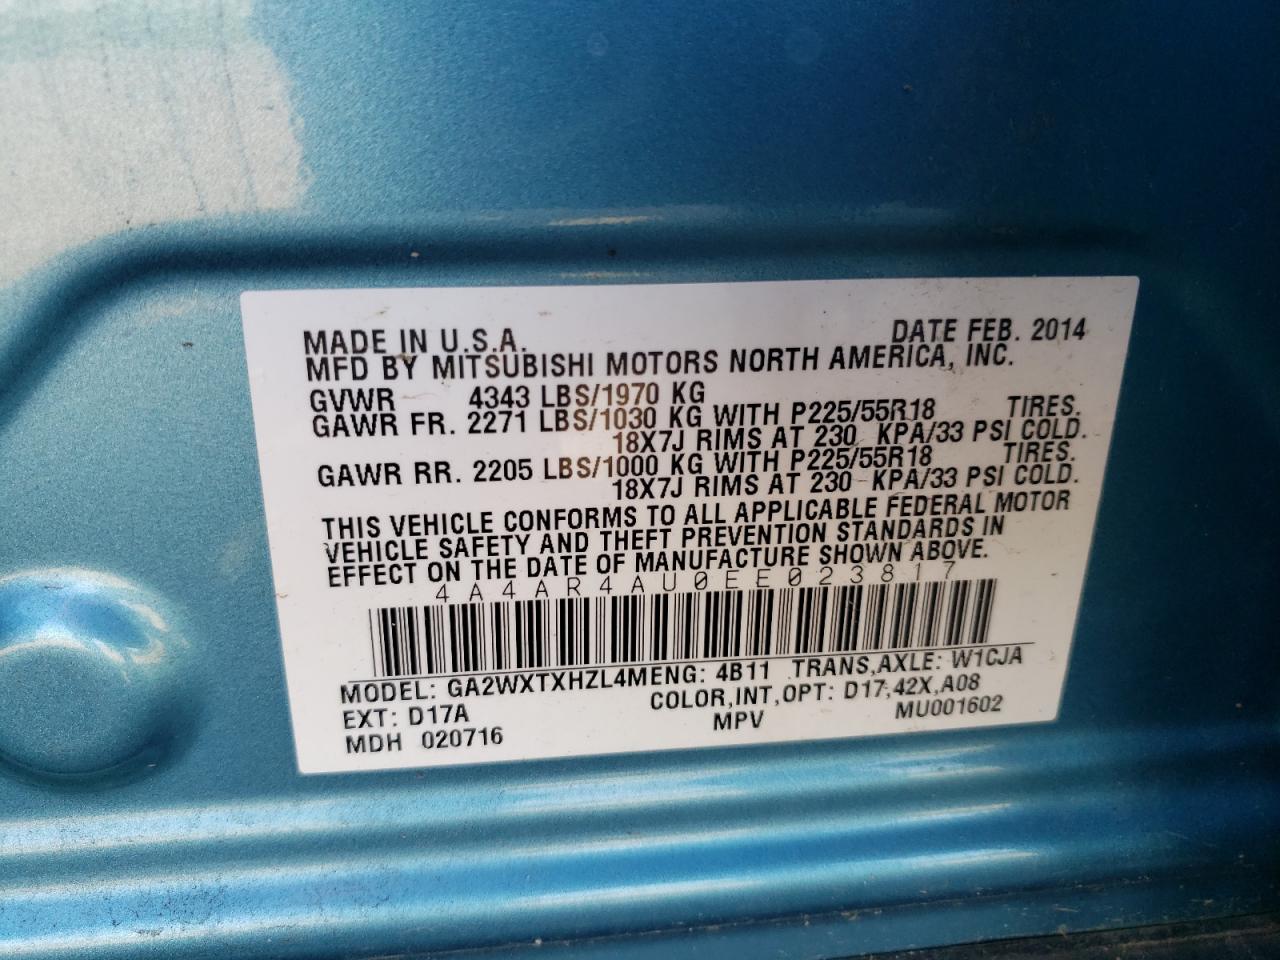 MADE IN U.S.A. DATE FEB. 2014
MFD BY MITSUBISHI MOTORS NORTH AMERICA, INC.
GVWR 4343 LBS/1970 KG
GAWR FR. 2271 LBS/1030 KG WITH P225/55R18 TIRES.
18X7J RIMS AT 230 KPA/33 PSI COLD.
GAWR RR. 2205 LBS/1000 KG WITH P225/55R18 TIRES.
18X7J RIMS AT 230 KPA/33 PSI COLD.
THIS VEHICLE CONFORMS TO ALL APPLICABLE FEDERAL MOTOR
VEHICLE SAFETY AND THEFT PREVENTION STANDARDS IN
EFFECT ON THE DATE OF MANUFACTURE SHOWN ABOVE.
4A4AR4AU0EE023817
MODEL: GA2WXTXHZL4MENG: 4B11 TRANS,AXLE: W1CJA
EXT: D17A COLOR,INT,OPT: D17,42X,A08
MDH 020716 MPV MU001602